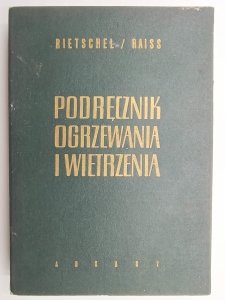 RIETSCHEL / RAISS
PODRĘCZNIK
OGRZEWANIA
I WIETRZENIA
ARKADY